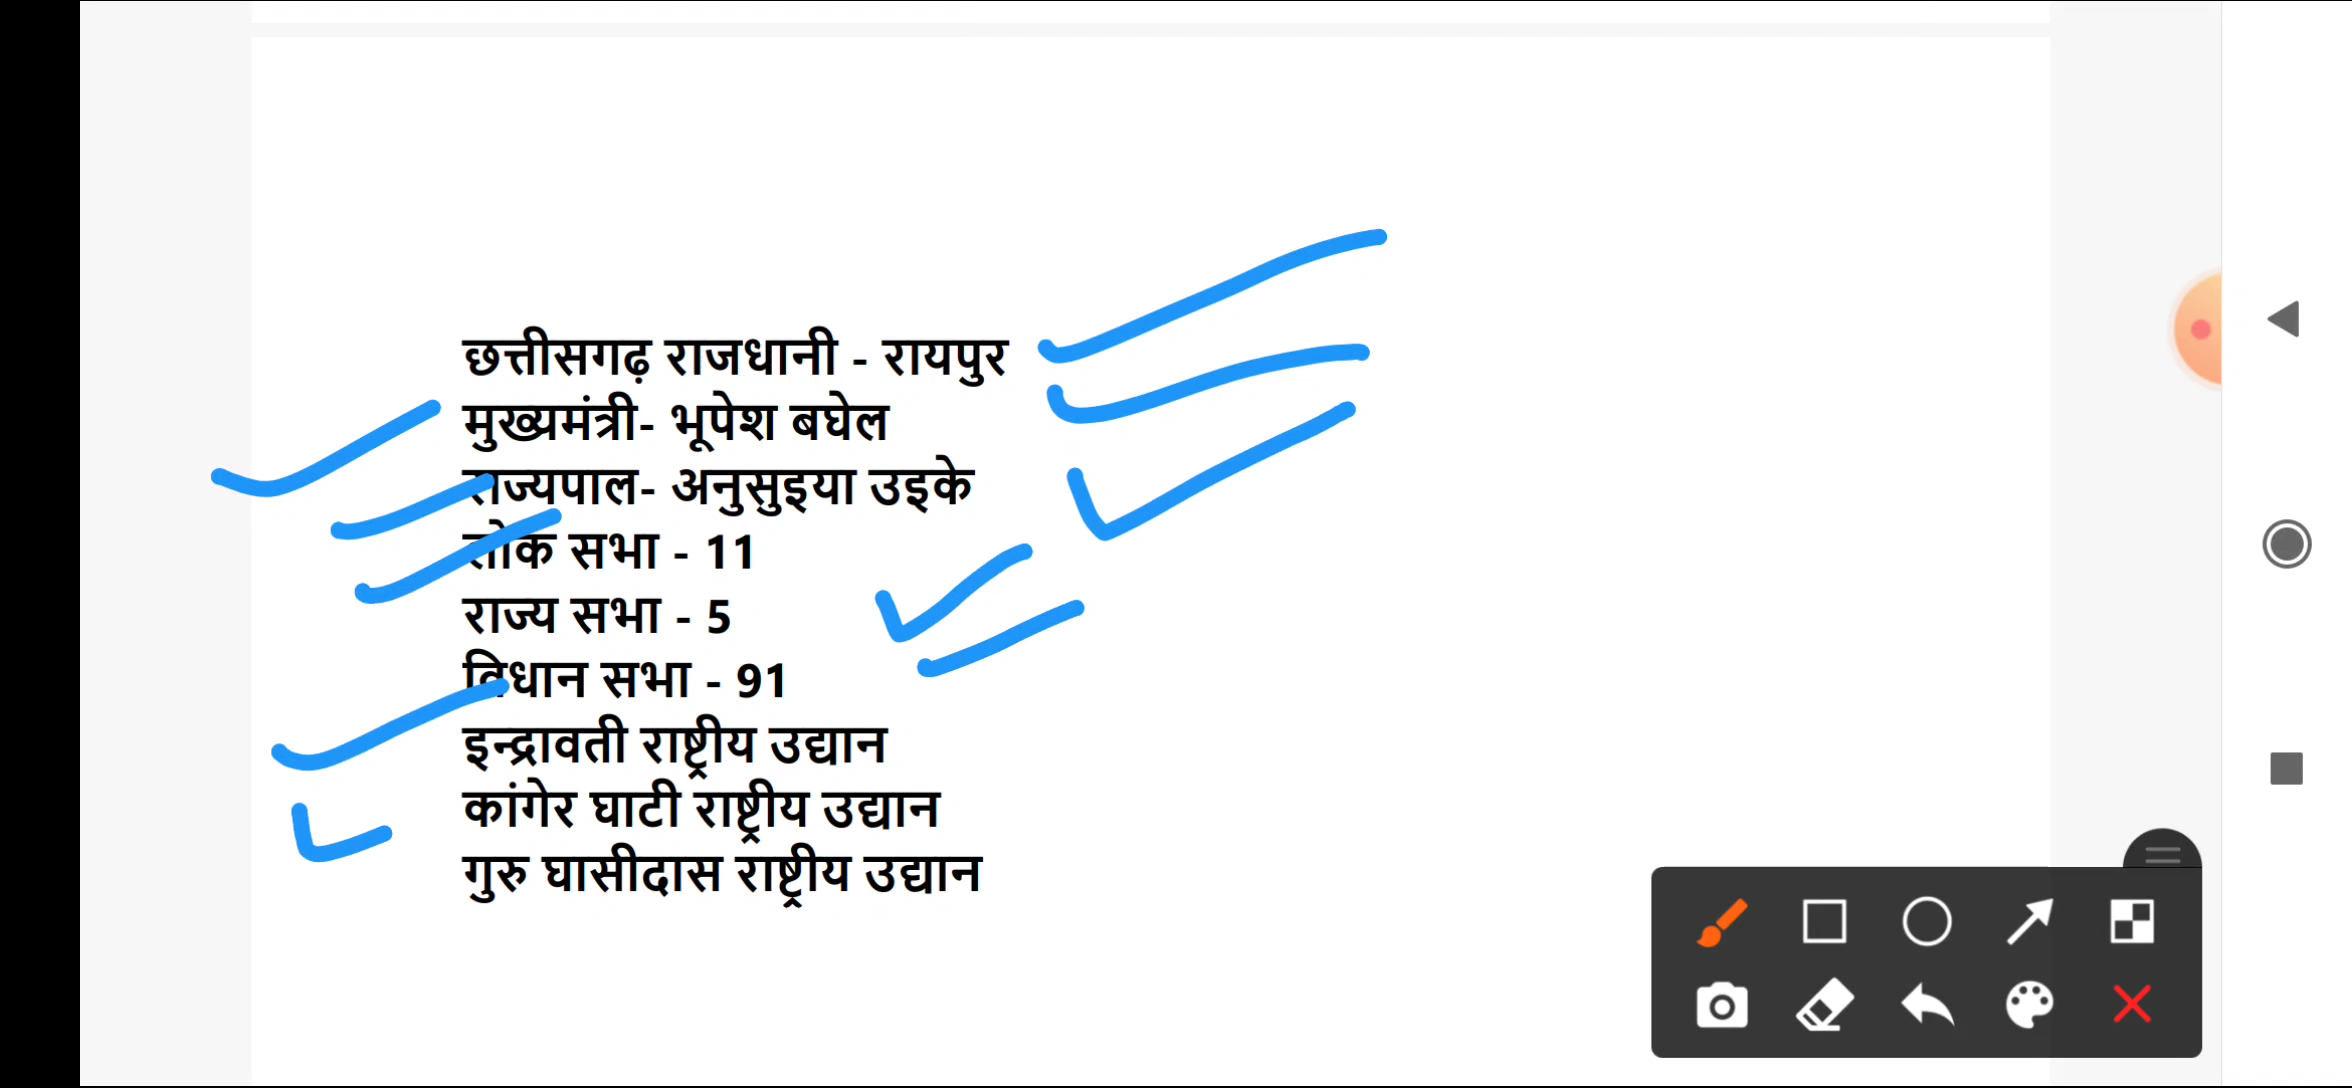 छत्तीसगढ़ राजधानी - रायपुर
मुख्यमंत्री- भूपेश बघेल
राज्यपाल- अनुसुइया उइके
लोक सभा - 11
राज्य सभा - 5
विधान सभा - 91
इन्द्रावती राष्ट्रीय उद्यान
कांगेर घाटी राष्ट्रीय उद्यान
गुरु घासीदास राष्ट्रीय उद्यान